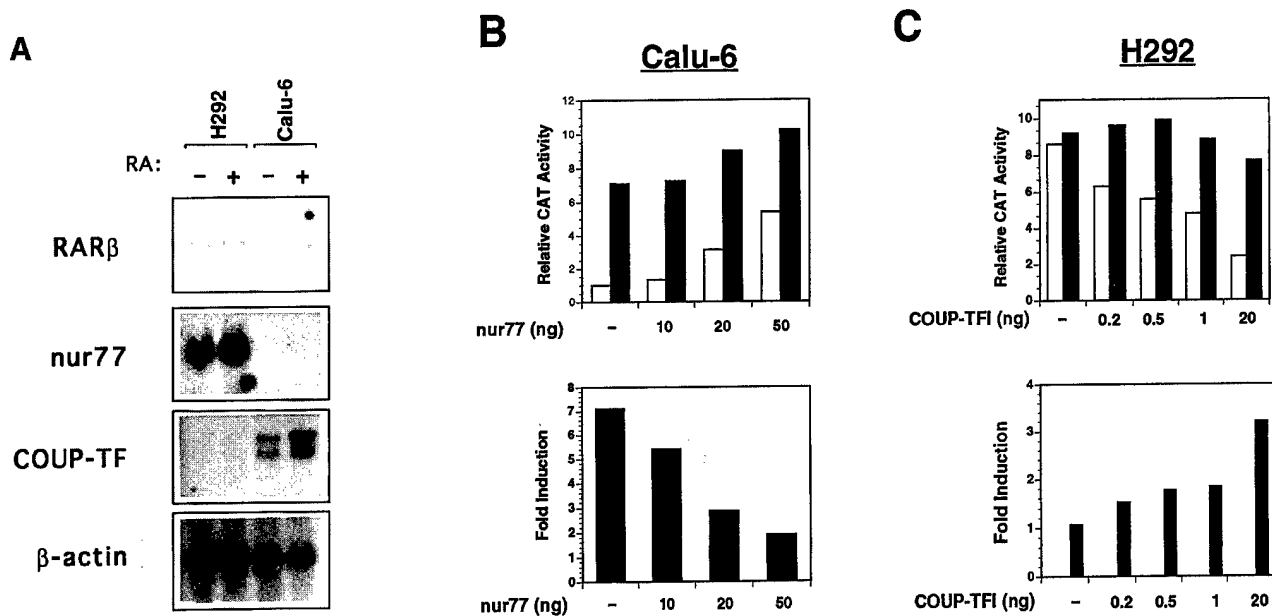 A
H292
Calu-6
RA:
− + − +
RARβ
nur77
COUP-TF
β-actin
B
Calu-6
Relative CAT Activity
12
10
8
6
4
2
0
nur77 (ng) − 10 20 50
Fold Induction
8
7
6
5
4
3
2
1
0
nur77 (ng) − 10 20 50
C
H292
Relative CAT Activity
10
8
6
4
2
0
COUP-TFI (ng) − 0.2 0.5 1 20
Fold Induction
4
3
2
1
0
COUP-TFI (ng) − 0.2 0.5 1 20